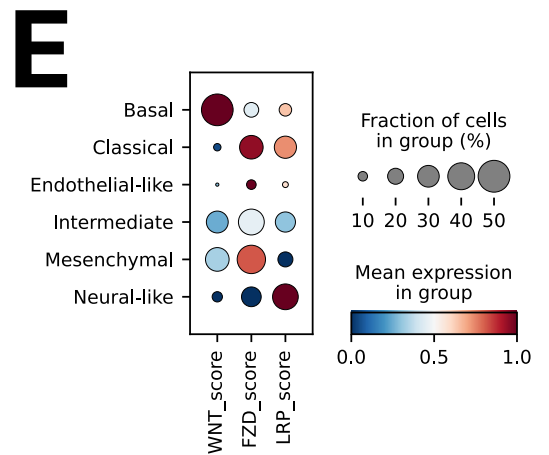 E
Basal
Classical
Endothelial-like
Intermediate
Mesenchymal
Neural-like
WNT_score
FZD_score
LRP_score
Fraction of cells
in group (%)
10 20 30 40 50
Mean expression
in group
0.0 0.5 1.0